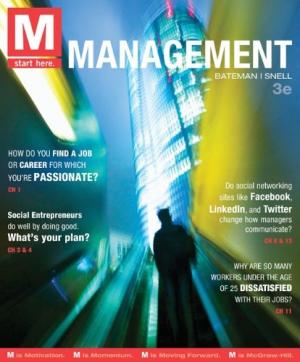 M
start here.
MANAGEMENT
BATEMAN | SNELL
3e
HOW DO YOU FIND A JOB
OR CAREER FOR WHICH
YOU'RE PASSIONATE?
CH 1
Social Entrepreneurs
do well by doing good.
What's your plan?
CH 3 & 4
Do social networking
sites like Facebook,
LinkedIn, and Twitter
change how managers
communicate?
CH 6 & 12
WHY ARE SO MANY
WORKERS UNDER THE AGE
OF 25 DISSATISFIED
WITH THEIR JOBS?
CH 11
M is Motivation. M is Momentum. M is Moving Forward. M is McGraw-Hill.